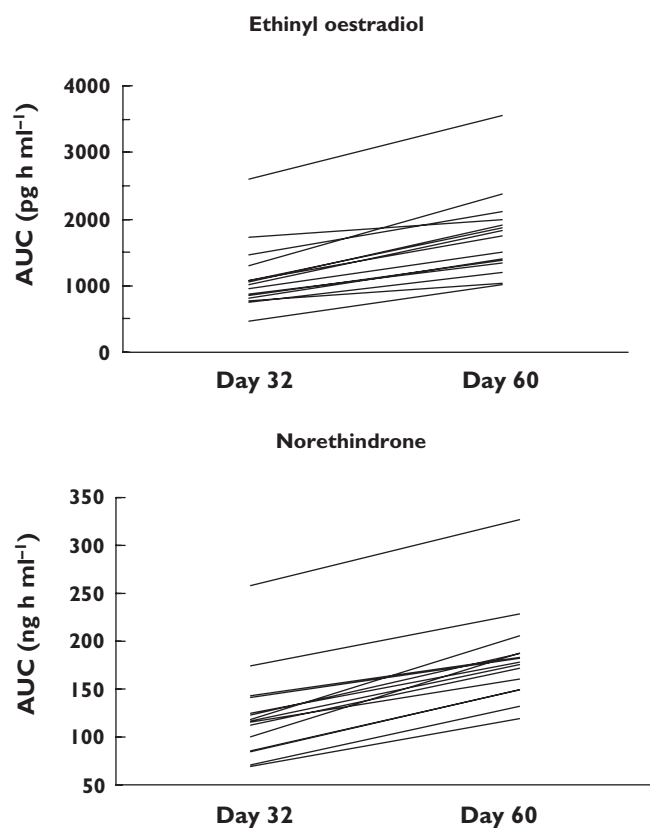 Ethinyl oestradiol
4000
3000
2000
1000
0
AUC (pg h ml⁻¹)
Day 32 Day 60
Norethindrone
350
300
250
200
150
100
50
AUC (ng h ml⁻¹)
Day 32 Day 60